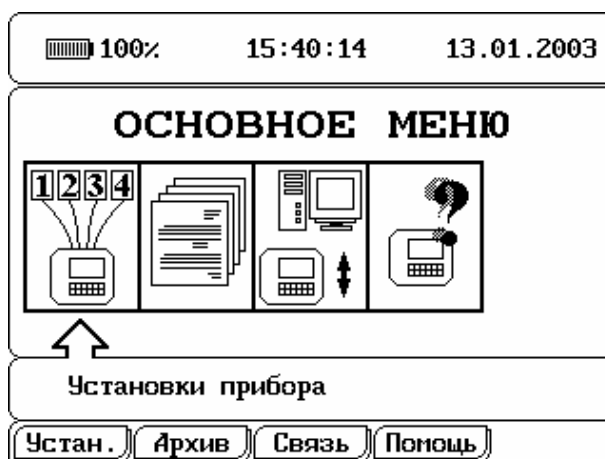 100% 15:40:14 13.01.2003
ОСНОВНОЕ МЕНЮ
1 2 3 4
?
Установки прибора
Устан. Архив Связь Помощь